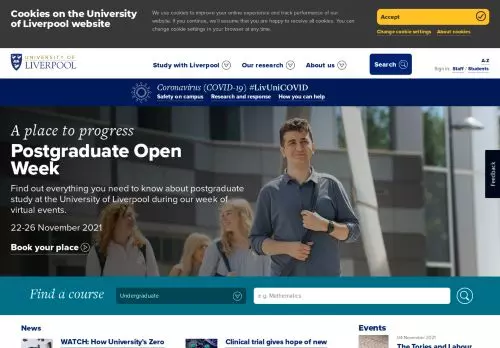 Cookies on the University
of Liverpool website
We use cookies to improve your online experience and track performance of our
website. If you continue, we'll assume that you are happy to receive all cookies. You can
change cookie settings in your browser at any time.
Accept
Change cookie settings About cookies
UNIVERSITY OF
LIVERPOOL
Study with Liverpool Our research About us
Search
A-Z
Sign in: Staff / Students
Coronavirus (COVID-19) #LivUniCOVID
Safety on campus Research and response How you can help
A place to progress
Postgraduate Open
Week
Find out everything you need to know about postgraduate
study at the University of Liverpool during our week of
virtual events.
22-26 November 2021
Book your place
Feedback
Find a course
Undergraduate
e.g. Mathematics
News
Events
WATCH: How University's Zero
Clinical trial gives hope of new
04 November 2021
The Tories and Labour